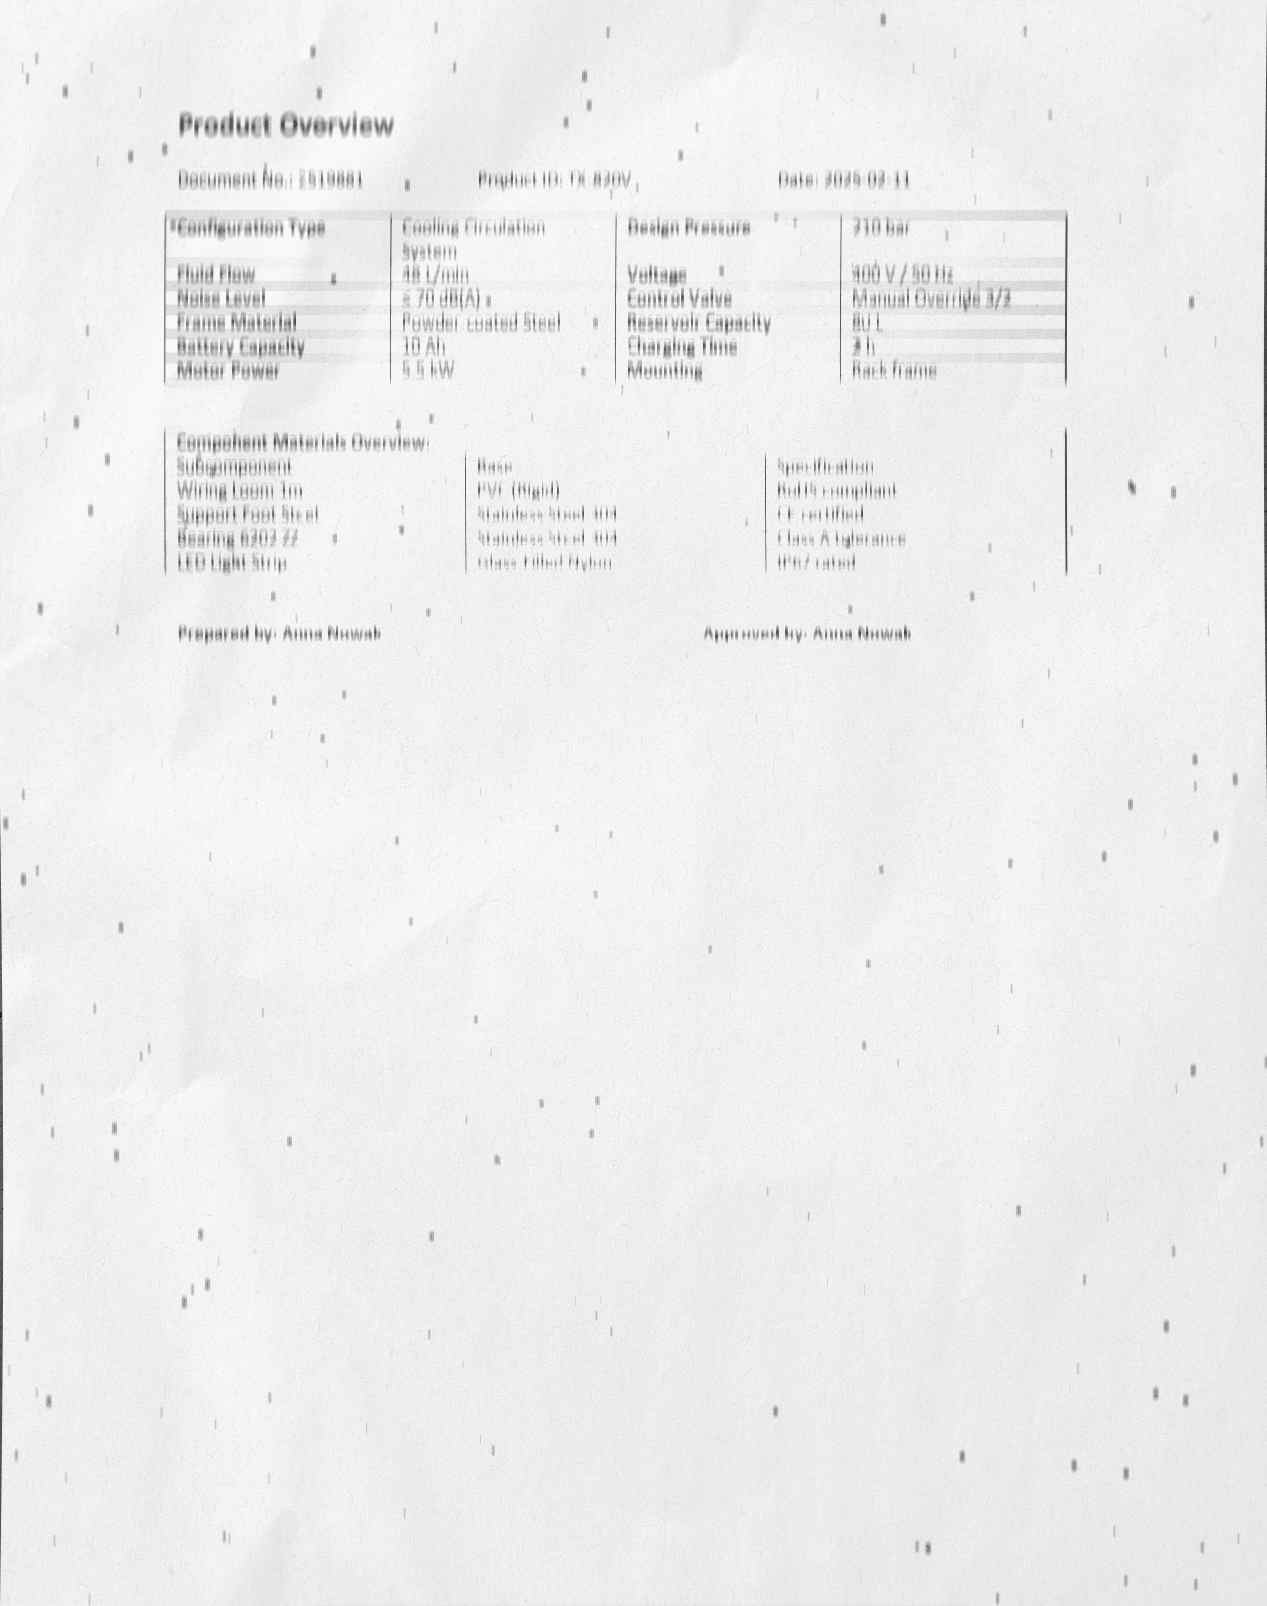 Product Overview
Document No.: Product ID: TX-820V Date: 2025-02-11
Configuration Type Cooling Circulation System Design Pressure 210 bar
Fluid Flow 48 L/min Voltage 400 V / 50 Hz
Noise Level ≤ 70 dB(A) Control Valve Manual Override
Frame Material Powder-coated Steel Reservoir Capacity 80 L
Battery Capacity 10 Ah Charging Time h
Motor Power 5.5 kW Mounting Rack frame
Component Materials Overview:
Subcomponent Base Specification
Wiring Loom 1m PVC (Rigid) RoHS compliant
Support Foot Steel Stainless Steel 304 CE certified
Bearing 6202 ZZ Stainless Steel 304 Class A tolerance
LED Light Strip Glass-Filled Nylon IP67 rated
Prepared by: Anna Nowak Approved by: Anna Nowak